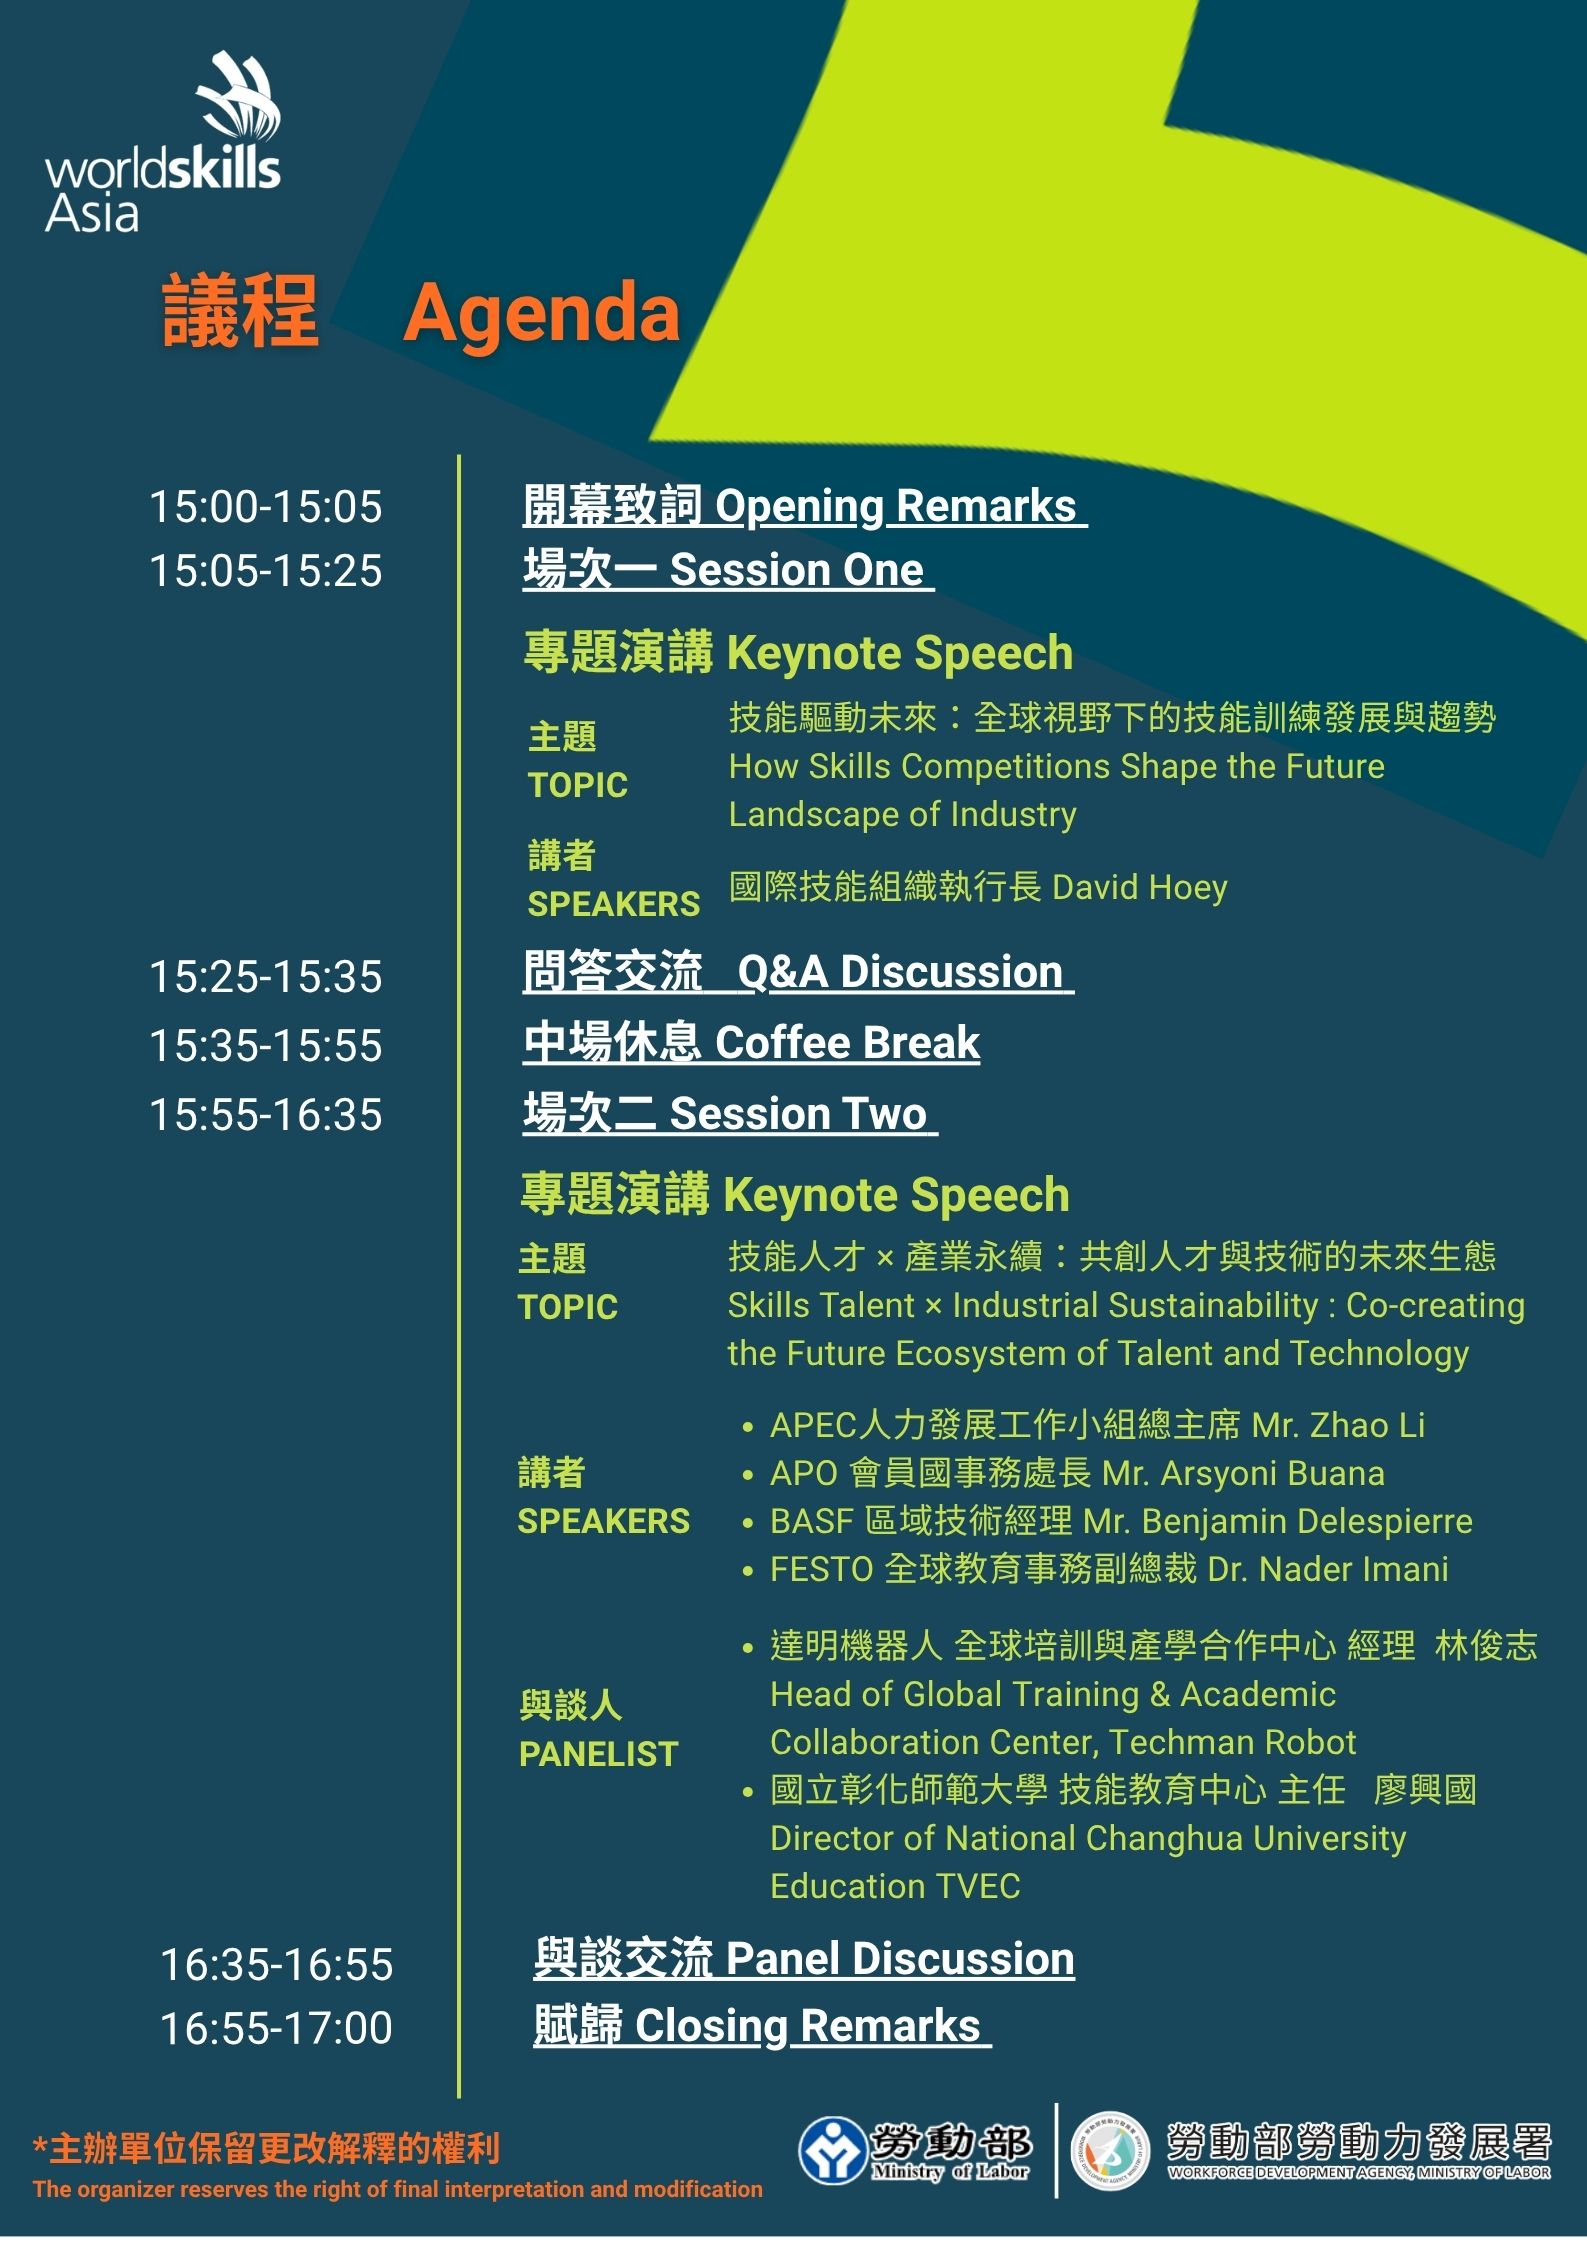 worldskills
Asia
議程 Agenda
15:00-15:05 開幕致詞 Opening Remarks
15:05-15:25 場次一 Session One
專題演講 Keynote Speech
主題
TOPIC
技能驅動未來：全球視野下的技能訓練發展與趨勢
How Skills Competitions Shape the Future
Landscape of Industry
講者
SPEAKERS
國際技能組織執行長 David Hoey
15:25-15:35 問答交流 Q&A Discussion
15:35-15:55 中場休息 Coffee Break
15:55-16:35 場次二 Session Two
專題演講 Keynote Speech
主題
TOPIC
技能人才 × 產業永續：共創人才與技術的未來生態
Skills Talent × Industrial Sustainability : Co-creating
the Future Ecosystem of Talent and Technology
講者
SPEAKERS
• APEC人力發展工作小組總主席 Mr. Zhao Li
• APO 會員國事務處長 Mr. Arsyoni Buana
• BASF 區域技術經理 Mr. Benjamin Delespierre
• FESTO 全球教育事務副總裁 Dr. Nader Imani
與談人
PANELIST
• 達明機器人 全球培訓與產學合作中心 經理 林俊志
Head of Global Training & Academic
Collaboration Center, Techman Robot
• 國立彰化師範大學 技能教育中心 主任 廖興國
Director of National Changhua University
Education TVEC
16:35-16:55 與談交流 Panel Discussion
16:55-17:00 賦歸 Closing Remarks
*主辦單位保留更改解釋的權利
The organizer reserves the right of final interpretation and modification
勞動部
Ministry of Labor
勞動部勞動力發展署
WORKFORCE DEVELOPMENT AGENCY, MINISTRY OF LABOR